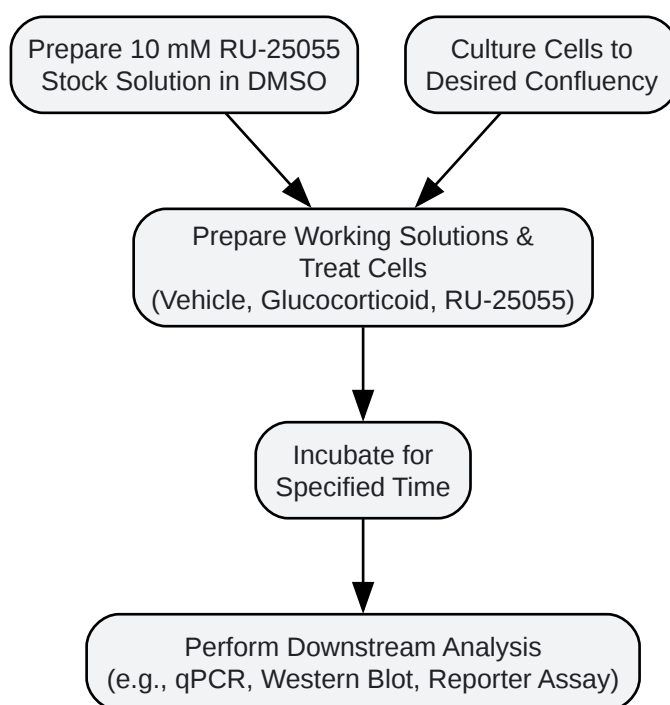 Prepare 10 mM RU-25055
Stock Solution in DMSO
Culture Cells to
Desired Confluency
Prepare Working Solutions &
Treat Cells
(Vehicle, Glucocorticoid, RU-25055)
Incubate for
Specified Time
Perform Downstream Analysis
(e.g., qPCR, Western Blot, Reporter Assay)